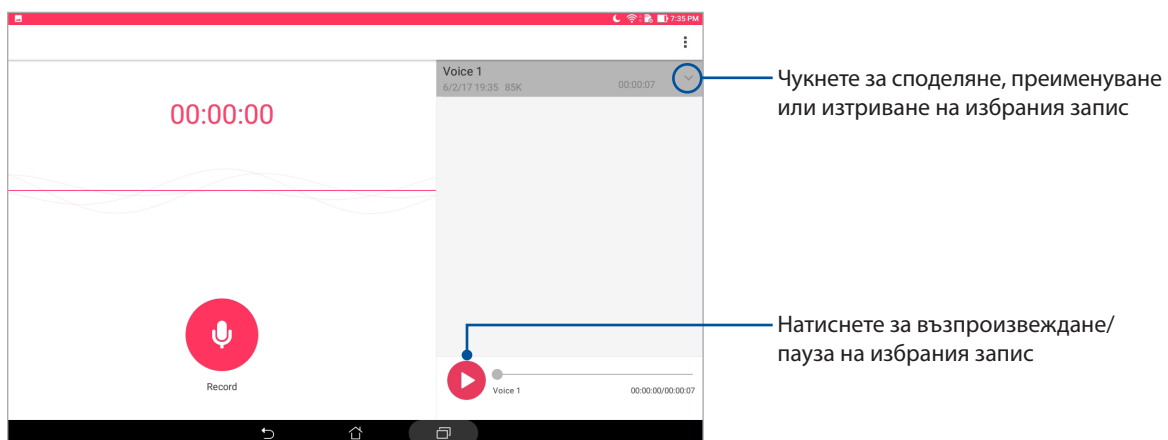 7:35 PM
Voice 1
6/2/17 19:35 85K
00:00:07
Чукнете за споделяне, преименуване
или изтриване на избрания запис
00:00:00
Натиснете за възпроизвеждане/
пауза на избрания запис
Record
Voice 1
00:00:00/00:00:07